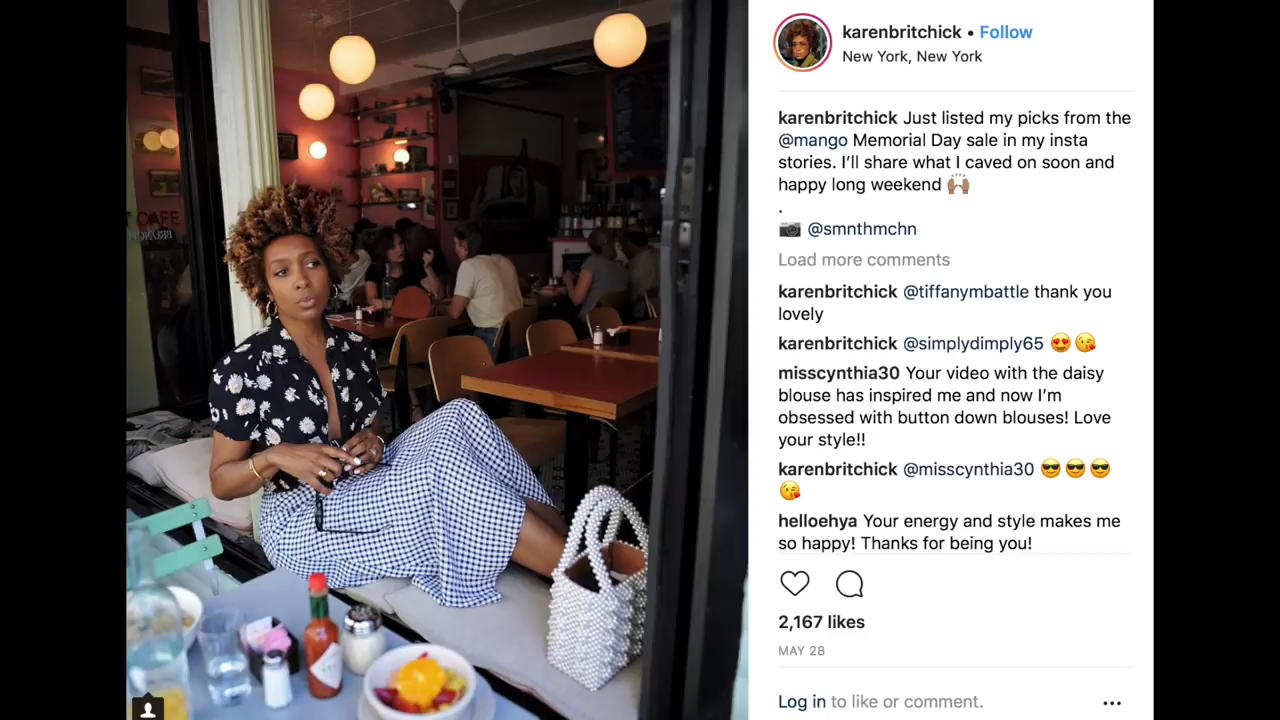 karenbritchick • Follow
New York, New York
karenbritchick Just listed my picks from the
@mango Memorial Day sale in my insta
stories. I'll share what I caved on soon and
happy long weekend 🙌🏽
.
📷 @smnthmchn
Load more comments
karenbritchick @tiffanymbattle thank you
lovely
karenbritchick @simplydimply65 😍 😘
misscynthia30 Your video with the daisy
blouse has inspired me and now I'm
obsessed with button down blouses! Love
your style!!
karenbritchick @misscynthia30 😎 😎 😎
😘
helloehya Your energy and style makes me
so happy! Thanks for being you!
2,167 likes
MAY 28
Log in to like or comment.
CAFE